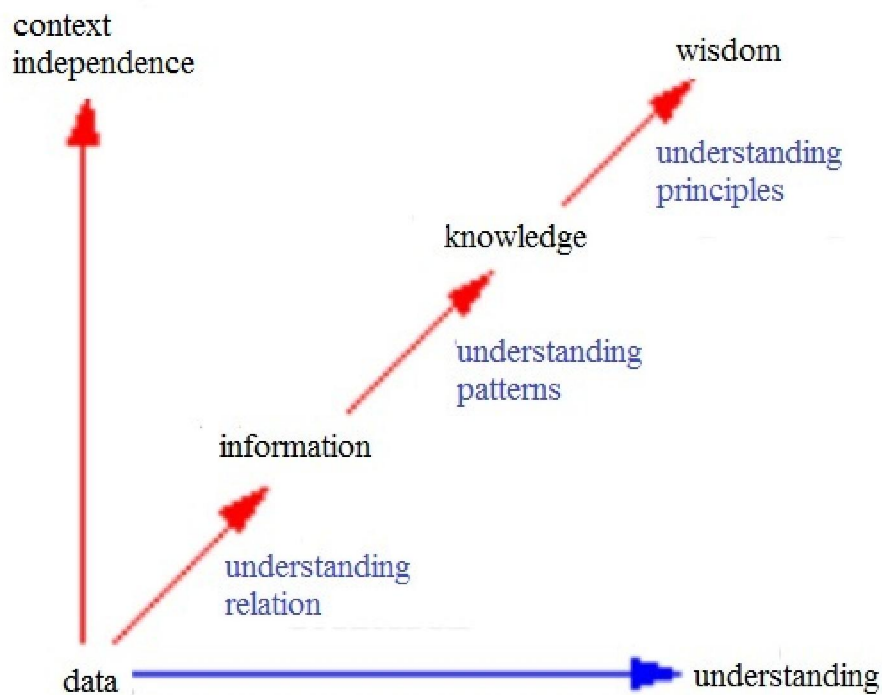 context
independence
wisdom
understanding
principles
knowledge
understanding
patterns
information
understanding
relation
data
understanding